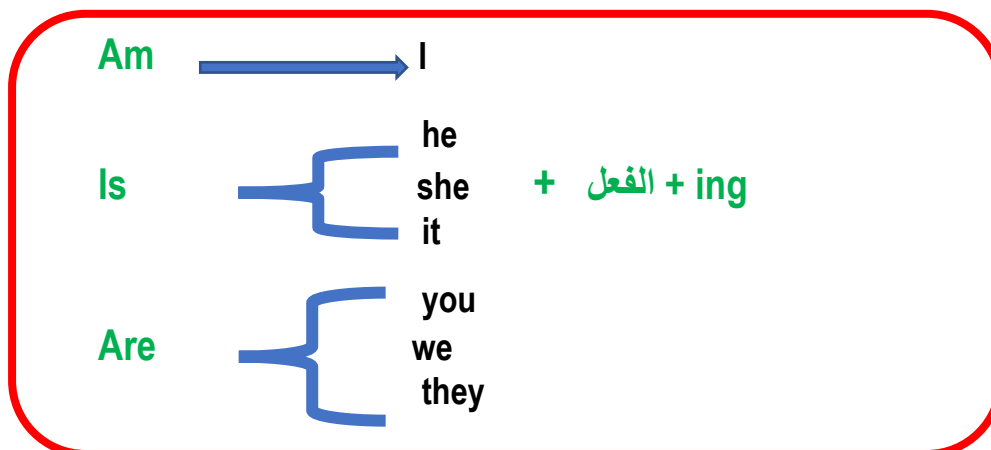 Am I
he
Is she + الفعل + ing
it
you
Are we
they